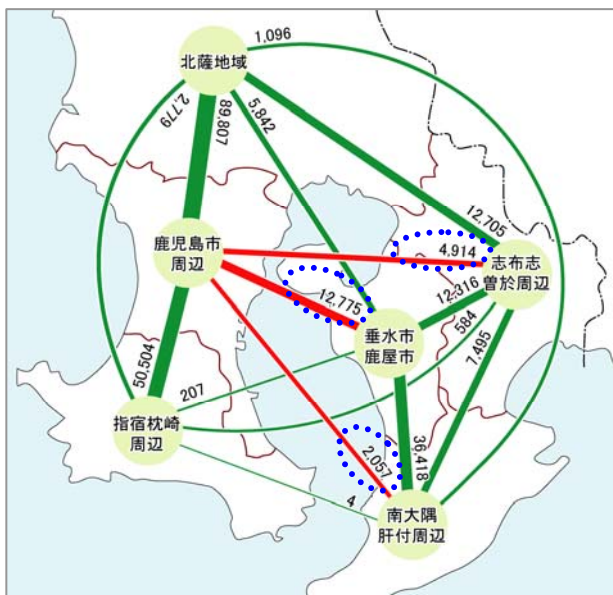 1,096
北薩地域
2,779
89,807
5,842
12,705
鹿児島市
周辺
4,914
志布志
曽於周辺
12,775
12,316
584
垂水市
鹿屋市
7,495
50,504
207
指宿枕崎
周辺
2,057
36,418
4
南大隅
肝付周辺